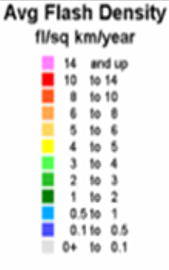 Avg Flash Density
fl/sq km/year
14 and up
10 to 14
8 to 10
6 to 8
5 to 6
4 to 5
3 to 4
2 to 3
1 to 2
0.5 to 1
0.1 to 0.5
0+ to 0.1